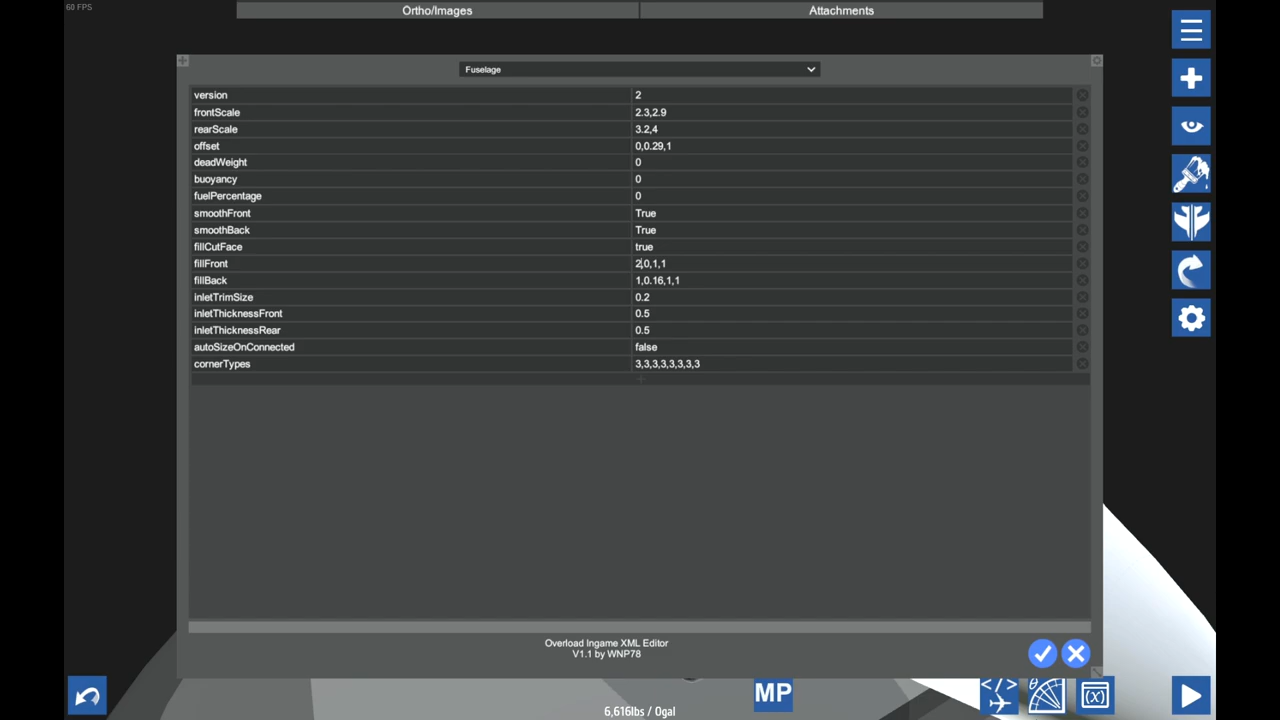 60 FPS
Ortho/Images
Attachments
Fuselage
version 2
frontScale 2.3,2.9
rearScale 3.2,4
offset 0,0.29,1
deadWeight 0
buoyancy 0
fuelPercentage 0
smoothFront True
smoothBack True
fillCutFace true
fillFront 2,0,1,1
fillBack 1,0.16,1,1
inletTrimSize 0.2
inletThicknessFront 0.5
inletThicknessRear 0.5
autoSizeOnConnected false
cornerTypes 3,3,3,3,3,3,3,3
+
Overload Ingame XML Editor
V1.1 by WNP78
MP
</>
(x)
6,616lbs / 0gal